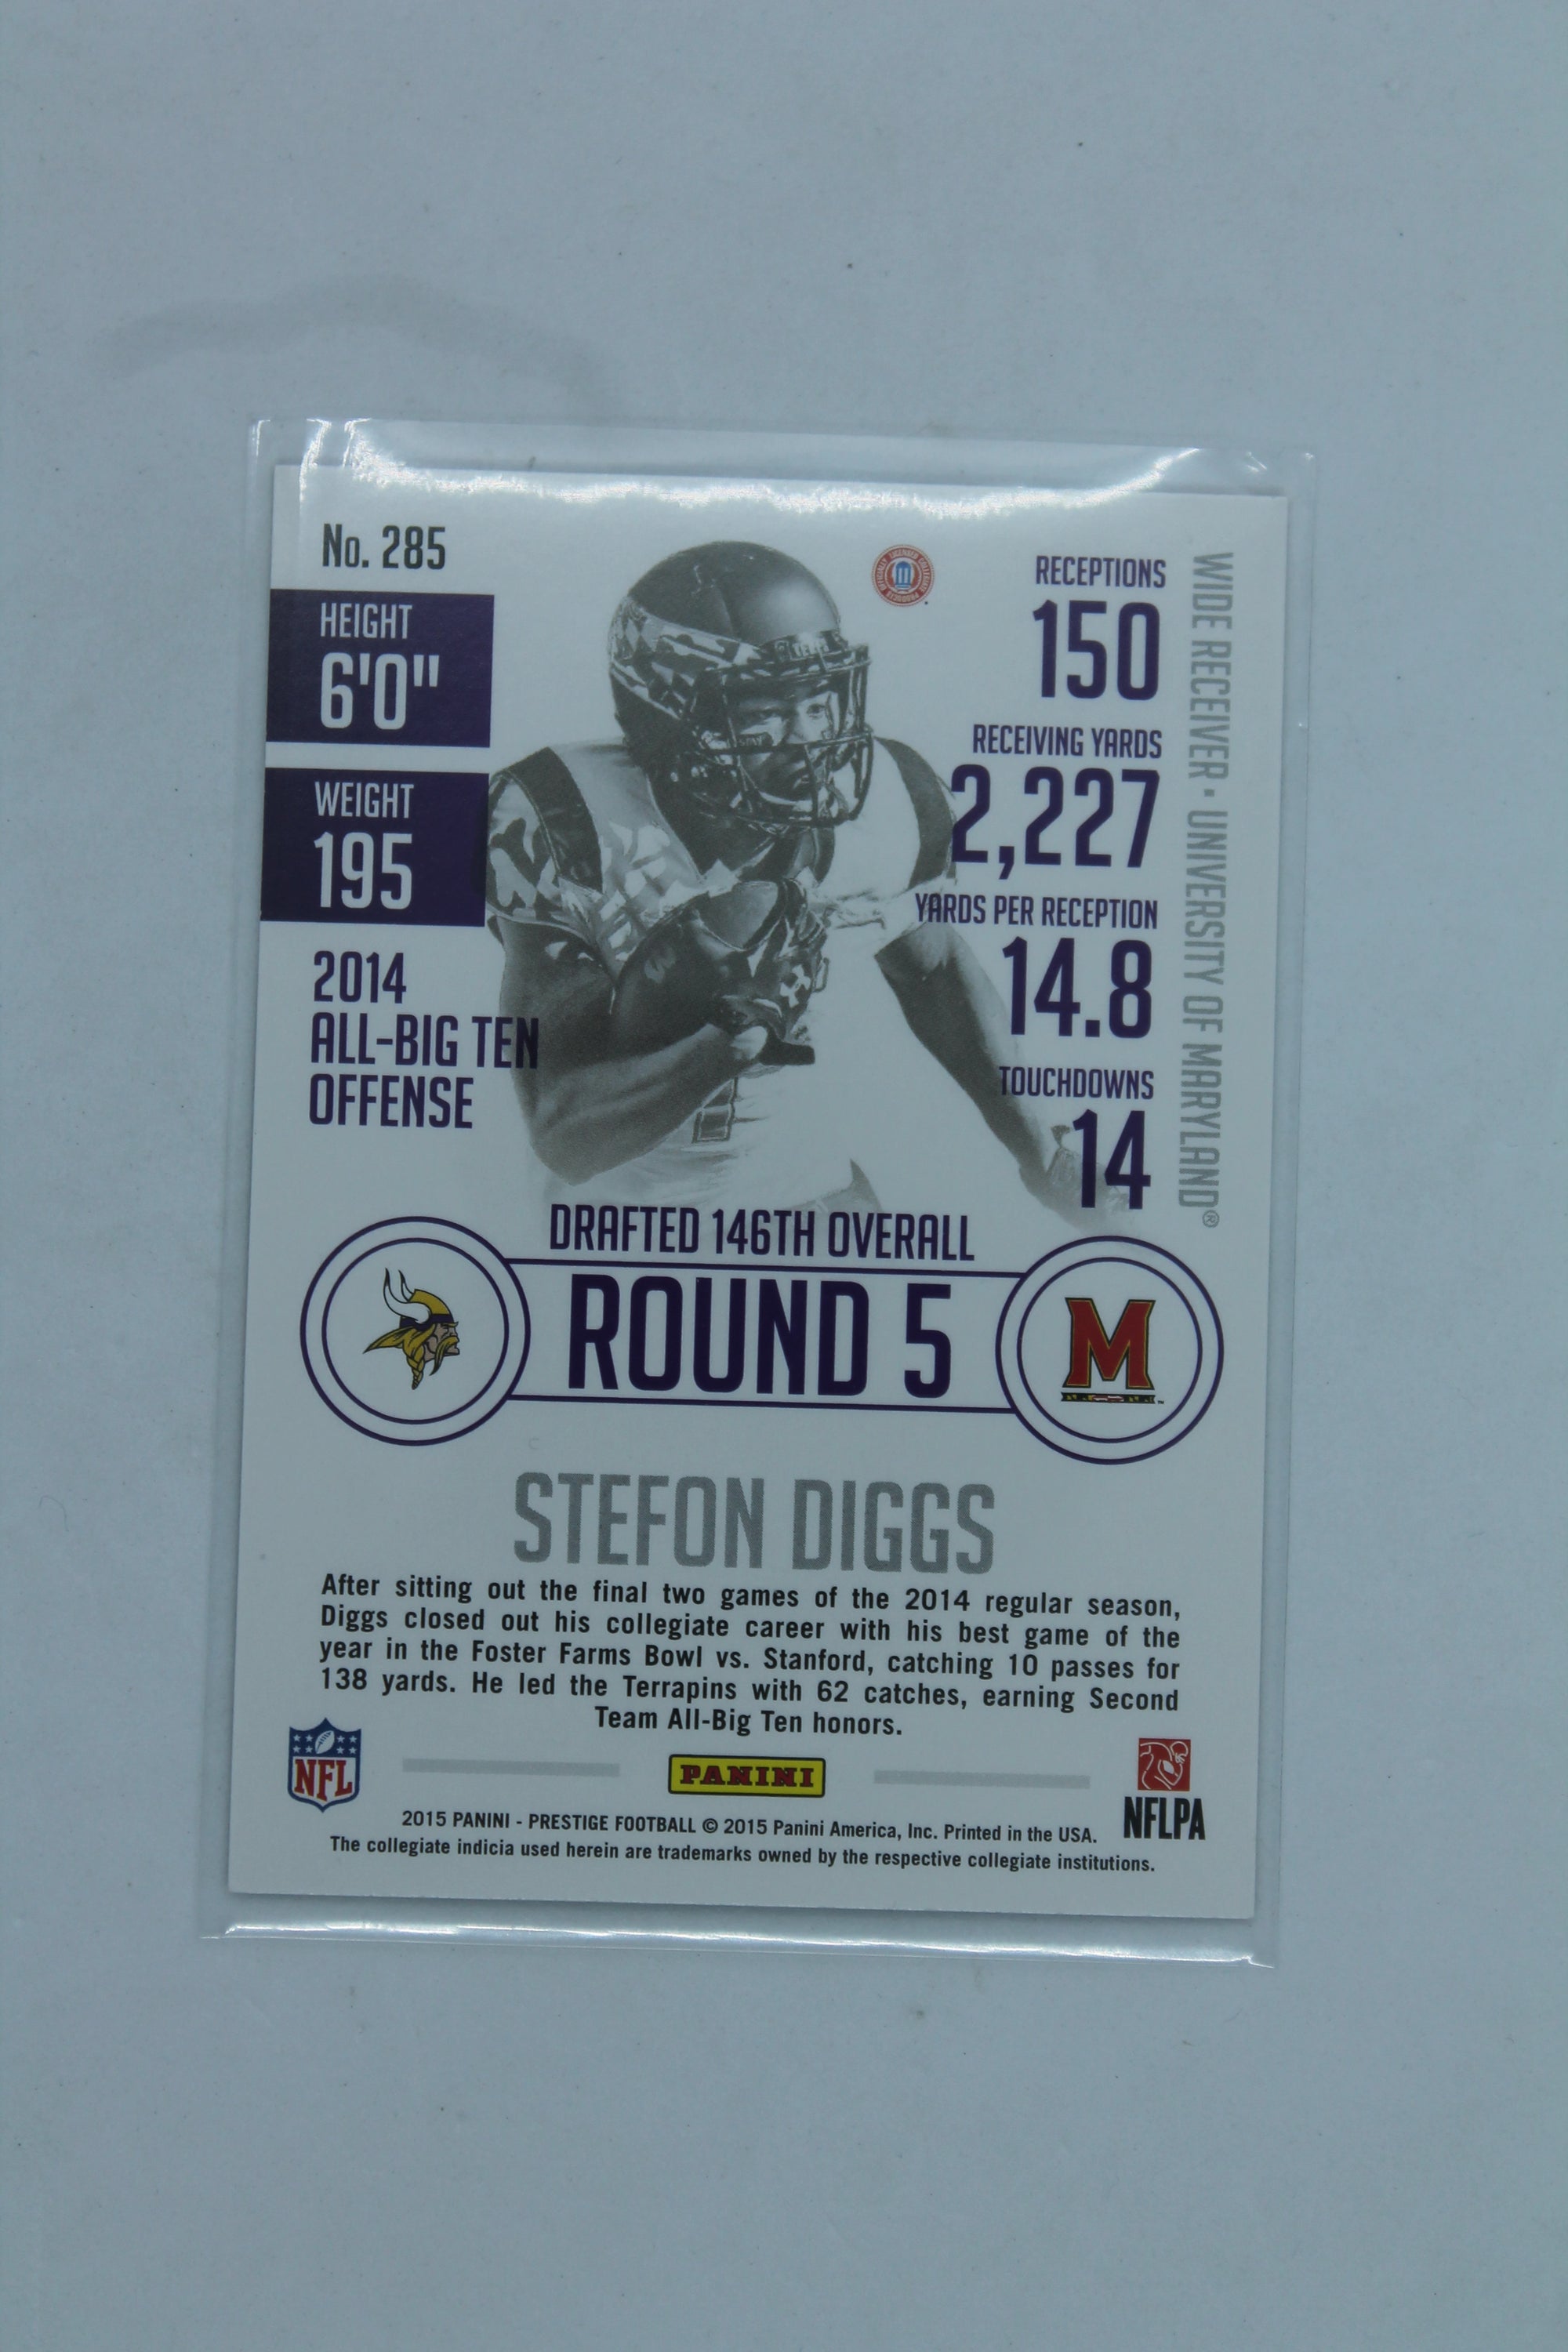 No. 285
HEIGHT
6'0"
WEIGHT
195
2014
ALL-BIG TEN
OFFENSE
OFFICIALLY LICENSED COLLEGIATE PRODUCTS
TERPS
RECEPTIONS
150
RECEIVING YARDS
2,227
YARDS PER RECEPTION
14.8
TOUCHDOWNS
14
WIDE RECEIVER • UNIVERSITY OF MARYLAND®
DRAFTED 146TH OVERALL
ROUND 5
M
STEFON DIGGS
After sitting out the final two games of the 2014 regular season,
Diggs closed out his collegiate career with his best game of the
year in the Foster Farms Bowl vs. Stanford, catching 10 passes for
138 yards. He led the Terrapins with 62 catches, earning Second
Team All-Big Ten honors.
NFL
PANINI
NFLPA
2015 PANINI - PRESTIGE FOOTBALL © 2015 Panini America, Inc. Printed in the USA.
The collegiate indicia used herein are trademarks owned by the respective collegiate institutions.